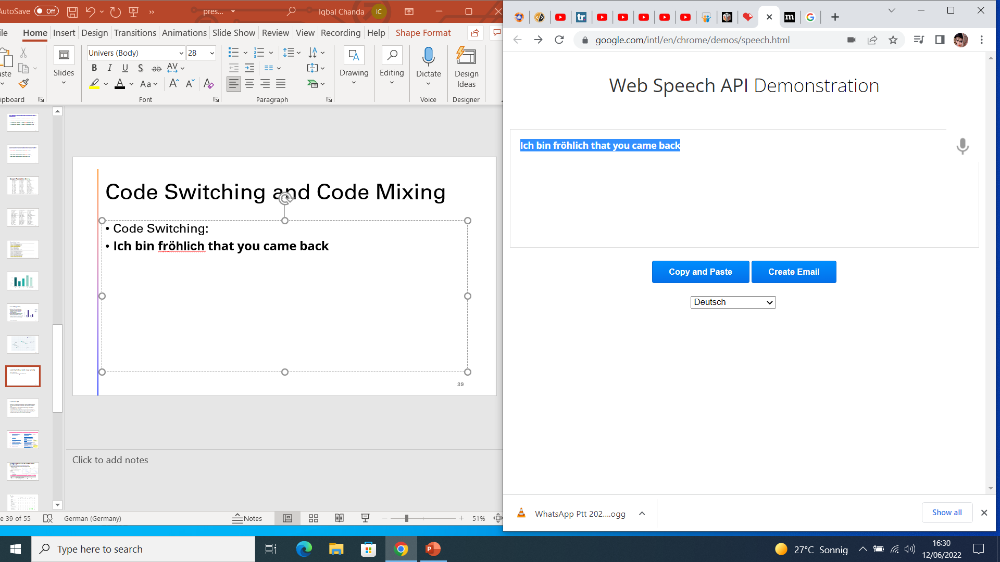 AutoSave Off
pres...
Iqbal Chanda
IC
Home Insert Design Transitions Animations Slide Show Review View Recording Help Shape Format
Univers (Body) 28
Slides
Drawing
Editing
Dictate
Design Ideas
Font
Paragraph
Voice
Designer
Code Switching and Code Mixing
• Code Switching:
• Ich bin fröhlich that you came back
39
Click to add notes
39 of 55
German (Germany)
Notes
51%
google.com/intl/en/chrome/demos/speech.html
Web Speech API Demonstration
Ich bin fröhlich that you came back
Copy and Paste
Create Email
Deutsch
WhatsApp Ptt 202....ogg
Show all
Type here to search
27°C Sonnig
16:30
12/06/2022